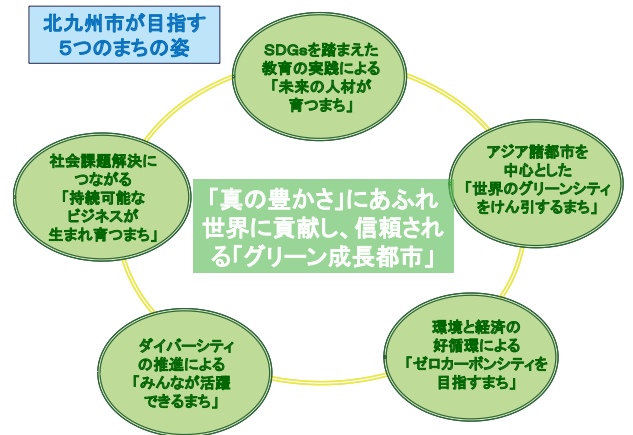 北九州市が目指す
5つのまちの姿
SDGsを踏まえた
教育の実践による
「未来の人材が
育つまち」
アジア諸都市を
中心とした
「世界のグリーンシティ
をけん引するまち」
社会課題解決に
つながる
「持続可能な
ビジネスが
生まれ育つまち」
「真の豊かさ」にあふれ
世界に貢献し、信頼され
る「グリーン成長都市」
環境と経済の
好循環による
「ゼロカーボンシティを
目指すまち」
ダイバーシティ
の推進による
「みんなが活躍
できるまち」